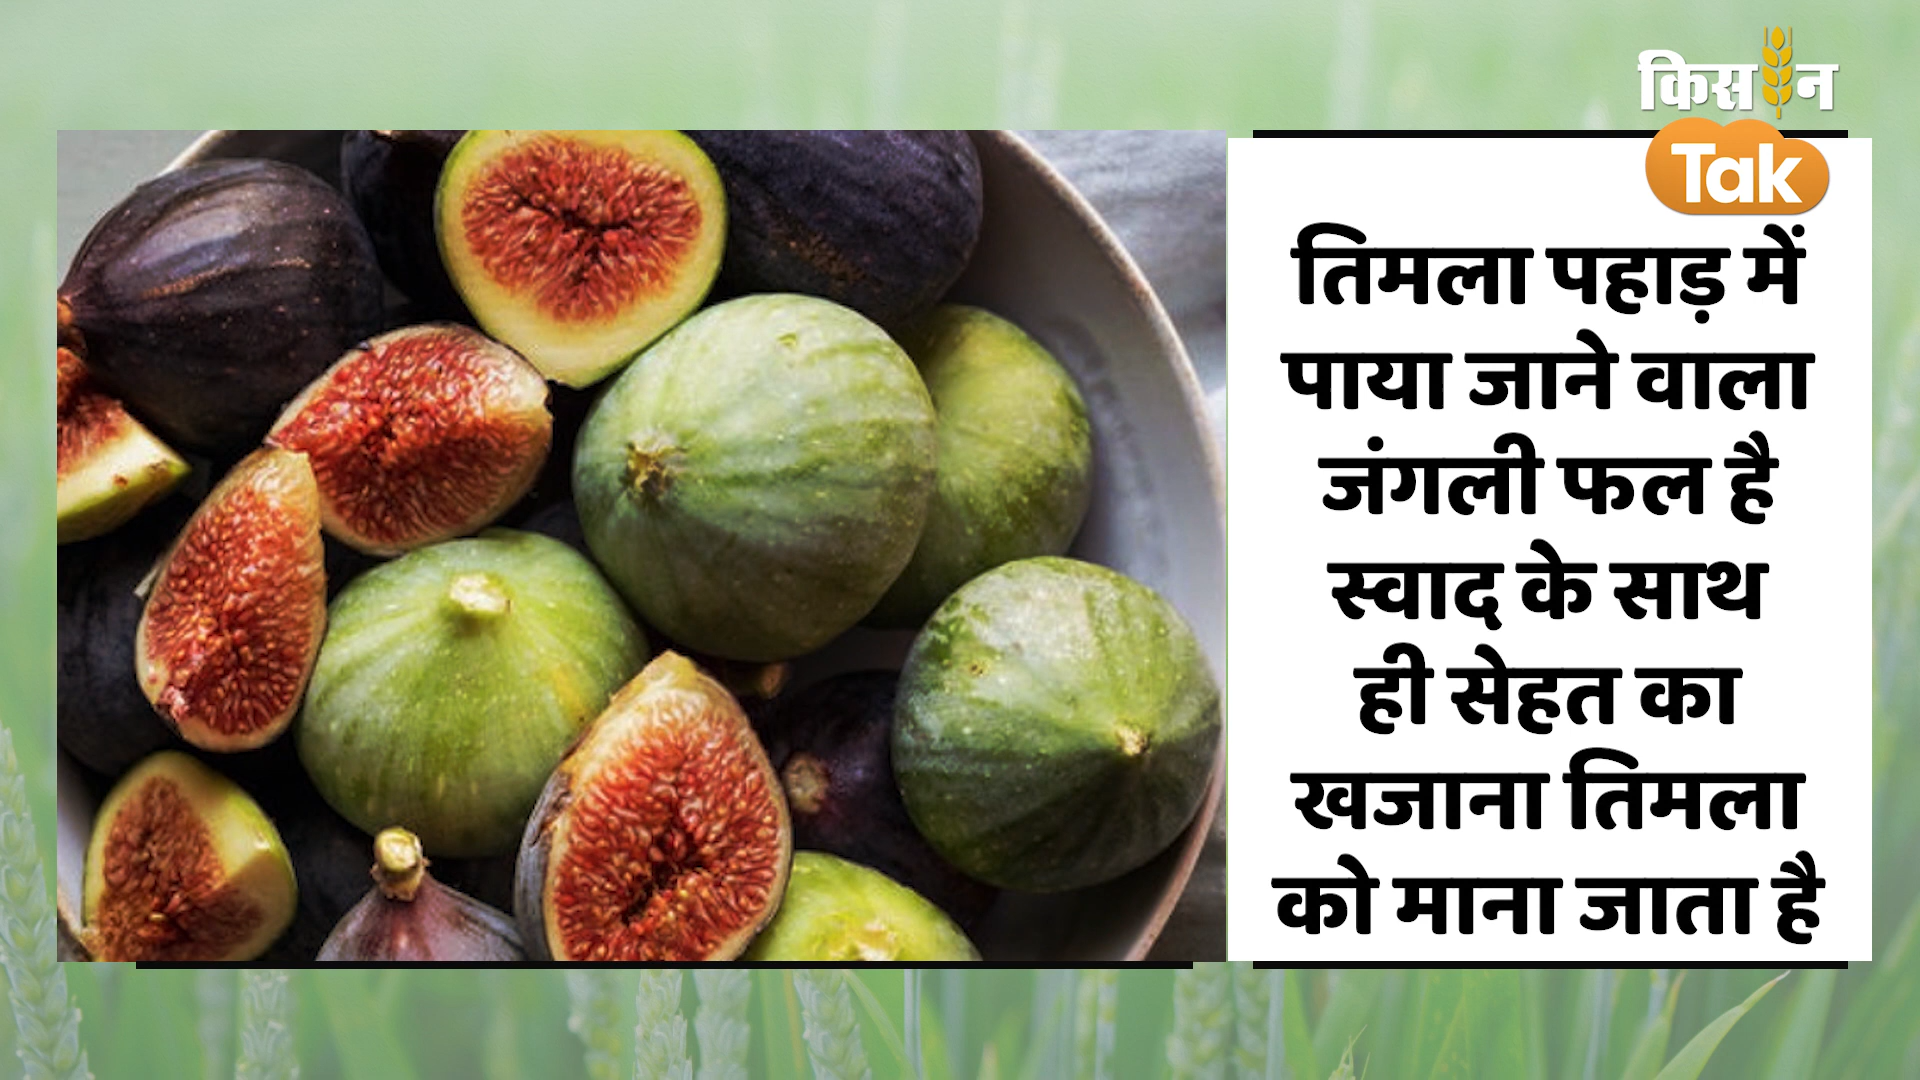 किसान
Tak
तिमला पहाड़ में
पाया जाने वाला
जंगली फल है
स्वाद के साथ
ही सेहत का
खजाना तिमला
को माना जाता है